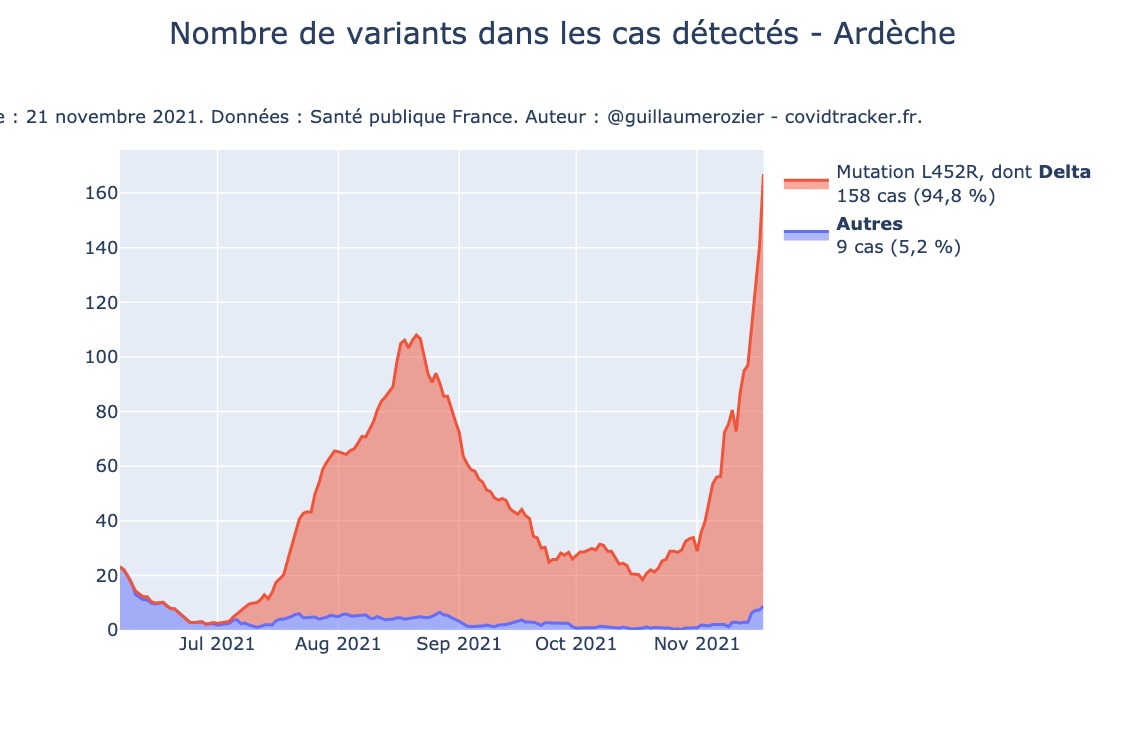 Nombre de variants dans les cas détectés - Ardèche
: 21 novembre 2021. Données : Santé publique France. Auteur : @guillaumerozier - covidtracker.fr.
Mutation L452R, dont Delta
158 cas (94,8 %)
Autres
9 cas (5,2 %)
160
140
120
100
80
60
40
20
0
Jul 2021 Aug 2021 Sep 2021 Oct 2021 Nov 2021